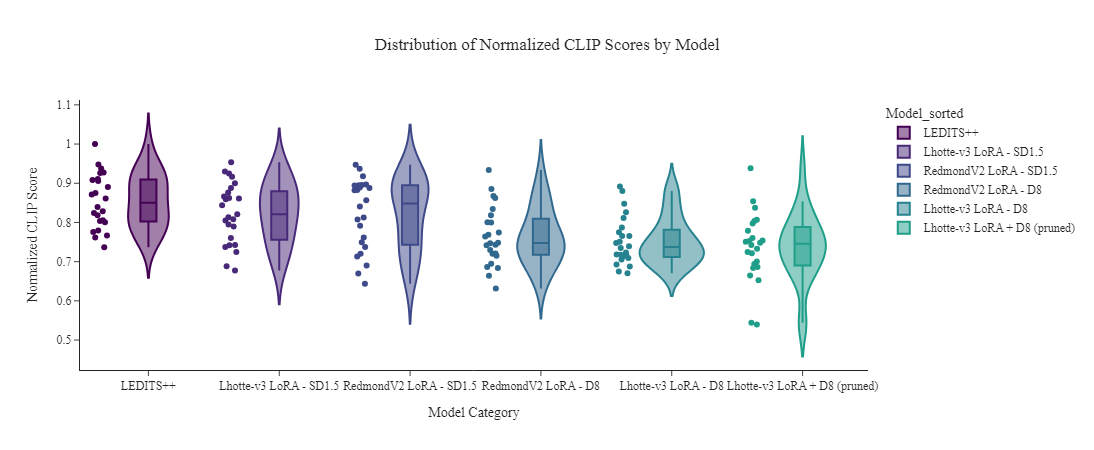 Distribution of Normalized CLIP Scores by Model
Normalized CLIP Score
1.1
1
0.9
0.8
0.7
0.6
0.5
LEDITS++
Lhotte-v3 LoRA - SD1.5
RedmondV2 LoRA - SD1.5
RedmondV2 LoRA - D8
Lhotte-v3 LoRA - D8
Lhotte-v3 LoRA + D8 (pruned)
Model Category
Model_sorted
LEDITS++
Lhotte-v3 LoRA - SD1.5
RedmondV2 LoRA - SD1.5
RedmondV2 LoRA - D8
Lhotte-v3 LoRA - D8
Lhotte-v3 LoRA + D8 (pruned)